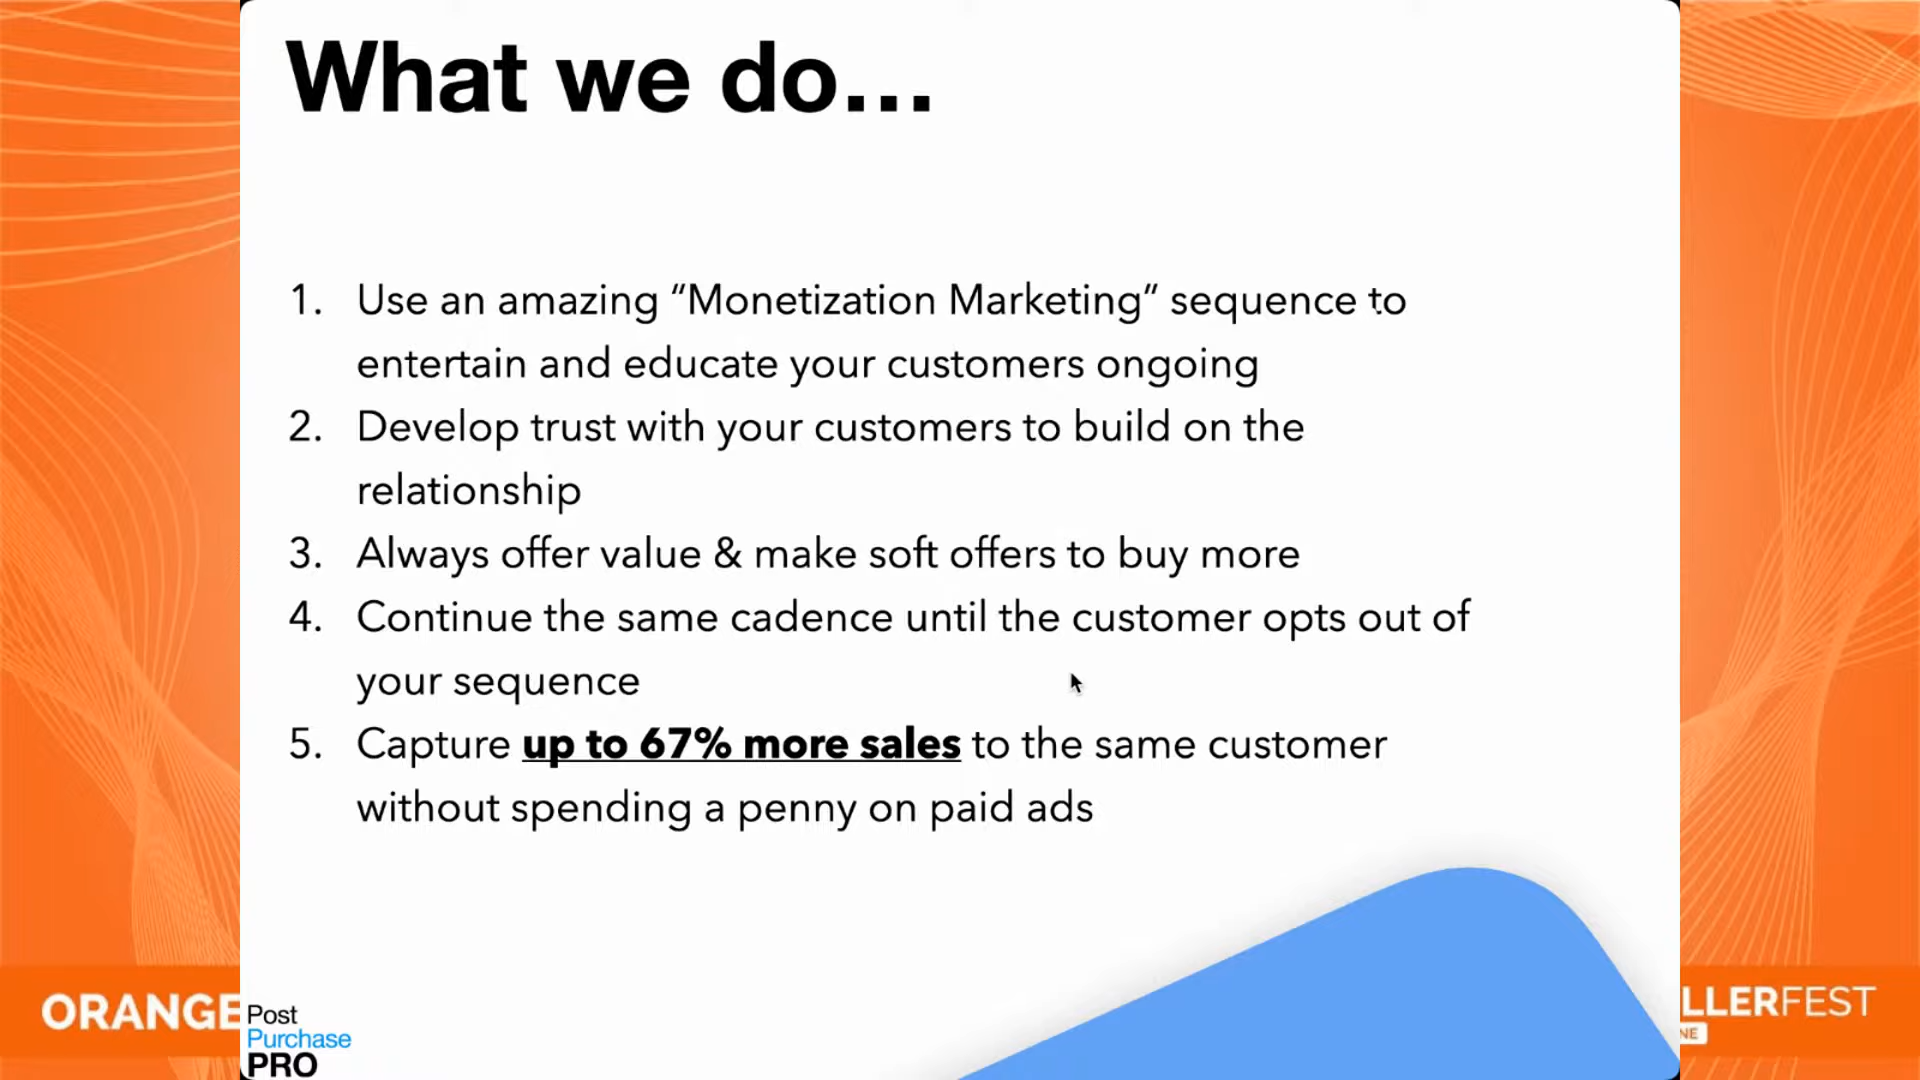 What we do...
1. Use an amazing “Monetization Marketing” sequence to
entertain and educate your customers ongoing
2. Develop trust with your customers to build on the
relationship
3. Always offer value & make soft offers to buy more
4. Continue the same cadence until the customer opts out of
your sequence
5. Capture up to 67% more sales to the same customer
without spending a penny on paid ads
ORANGE
Post
Purchase
PRO
LLERFEST
NE